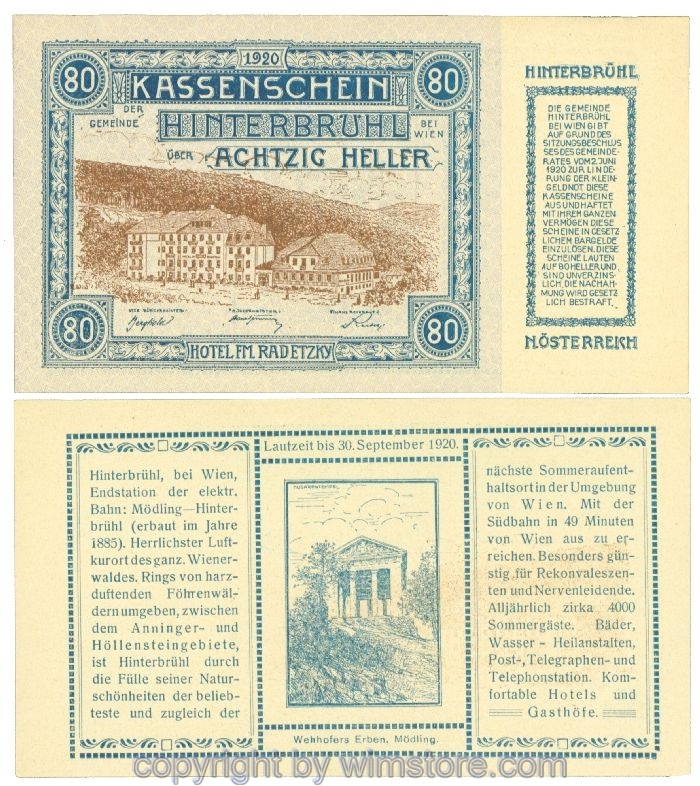 1920
80
80
KASSENSCHEIN
DER
GEMEINDE
HINTERBRÜHL
BEI
WIEN
ÜBER ACHTZIG HELLER
80
80
HOTEL FM. RADETZKY
HINTERBRÜHL
DIE GEMEINDE
HINTERBRÜHL
BEI WIEN GIBT
AUF GRUND DES
SITZUNGSBESCHLUS
SES DES GEMEINDE-
RATES VOM 2. JUNI
1920 ZUR LINDE
RUNG DER KLEIN-
GELDNOT DIESE
KASSENSCHEINE
AUS UND HAFTET
MIT IHREM GANZEN
VERMÖGEN DIESE
SCHEINE IN GESETZ
LICHEM BARGELDE
EINZULÖSEN. DIESE
SCHEINE LAUTEN
AUF 80 HELLER UND
SIND UNVERZINS-
LICH, DIE NACHAH-
MUNG WIRD GESETZ
LICH BESTRAFT.
N.ÖSTERREICH
Lautzeit bis 30. September 1920.
Hinterbrühl, bei Wien,
Endstation der elektr.
Bahn: Mödling—Hinter-
brühl (erbaut im Jahre
1885). Herrlichster Luft-
kurort des ganz. Wiener-
waldes. Rings von harz-
duftenden Föhrenwäl-
dern umgeben, zwischen
dem Anninger- und
Höllensteingebiete,
ist Hinterbrühl durch
die Fülle seiner Natur-
schönheiten der belieb-
teste und zugleich der
HUSARENTEMPEL
Wehhofers Erben, Mödling.
nächste Sommeraufent-
haltsort in der Umgebung
von Wien. Mit der
Südbahn in 49 Minuten
von Wien aus zu er-
reichen. Besonders gün-
stig für Rekonvaleszen-
ten und Nervenleidende.
Alljährlich zirka 4000
Sommergäste. Bäder,
Wasser - Heilanstalten,
Post-, Telegraphen- und
Telephonstation. Kom-
fortable Hotels und
Gasthöfe.
copyright by wimstore.com